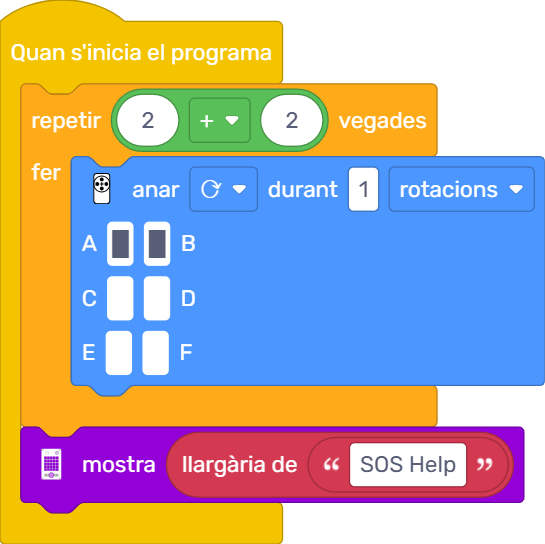 Quan s'inicia el programa
repetir 2 + 2 vegades
fer
anar durant 1 rotacions
A B
C D
E F
mostra llargària de “ SOS Help ”